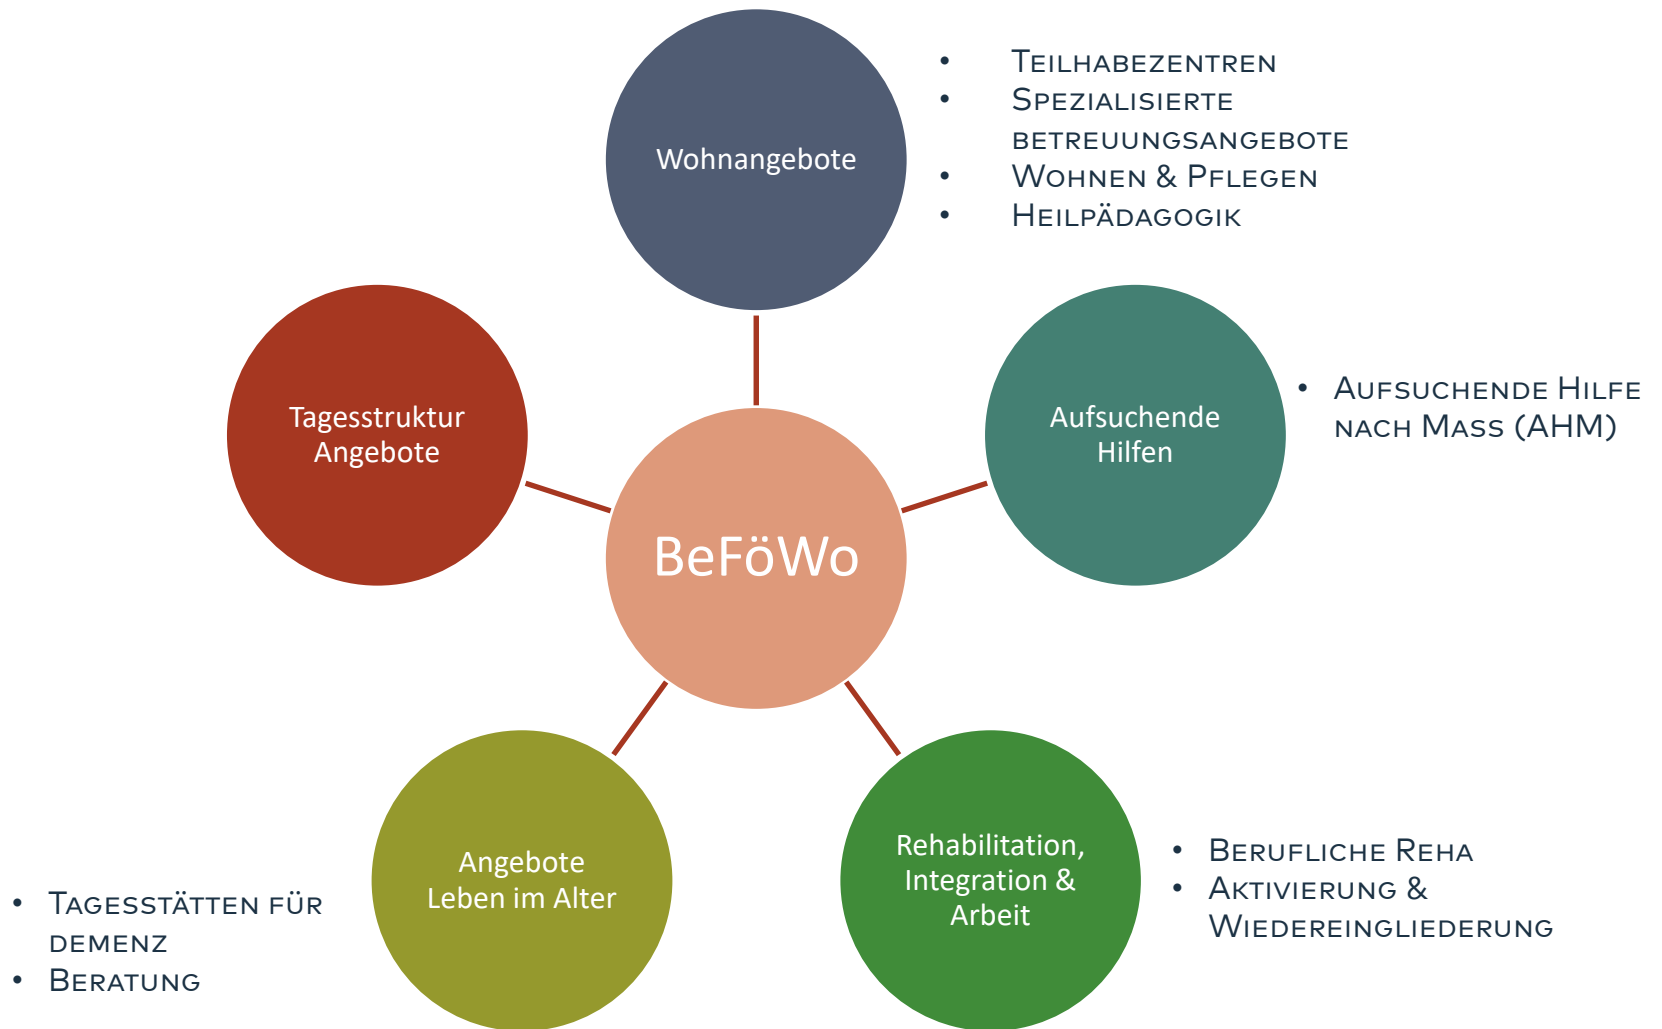 Wohnangebote
• Teilhabezentren
• Spezialisierte
betreuungsangebote
• Wohnen & Pflegen
• Heilpädagogik
Tagesstruktur
Angebote
Aufsuchende
Hilfen
• Aufsuchende Hilfe
nach Mass (AHM)
BeFöWo
Angebote
Leben im Alter
• Tagesstätten für
demenz
• Beratung
Rehabilitation,
Integration &
Arbeit
• Berufliche Reha
• Aktivierung &
Wiedereingliederung